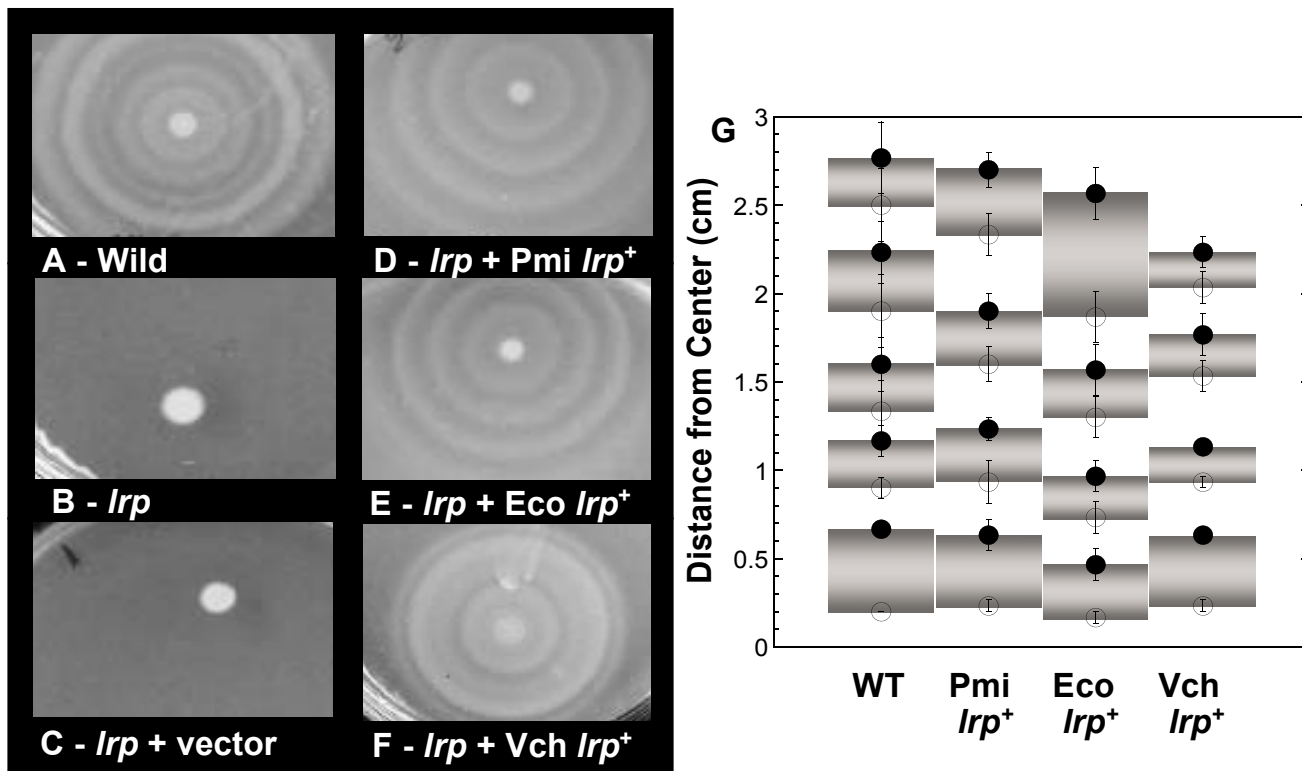 A - Wild
D - lrp + Pmi lrp⁺
B - lrp
E - lrp + Eco lrp⁺
C - lrp + vector
F - lrp + Vch lrp⁺
G
Distance from Center (cm)
3
2.5
2
1.5
1
0.5
0
WT Pmi lrp⁺ Eco lrp⁺ Vch lrp⁺